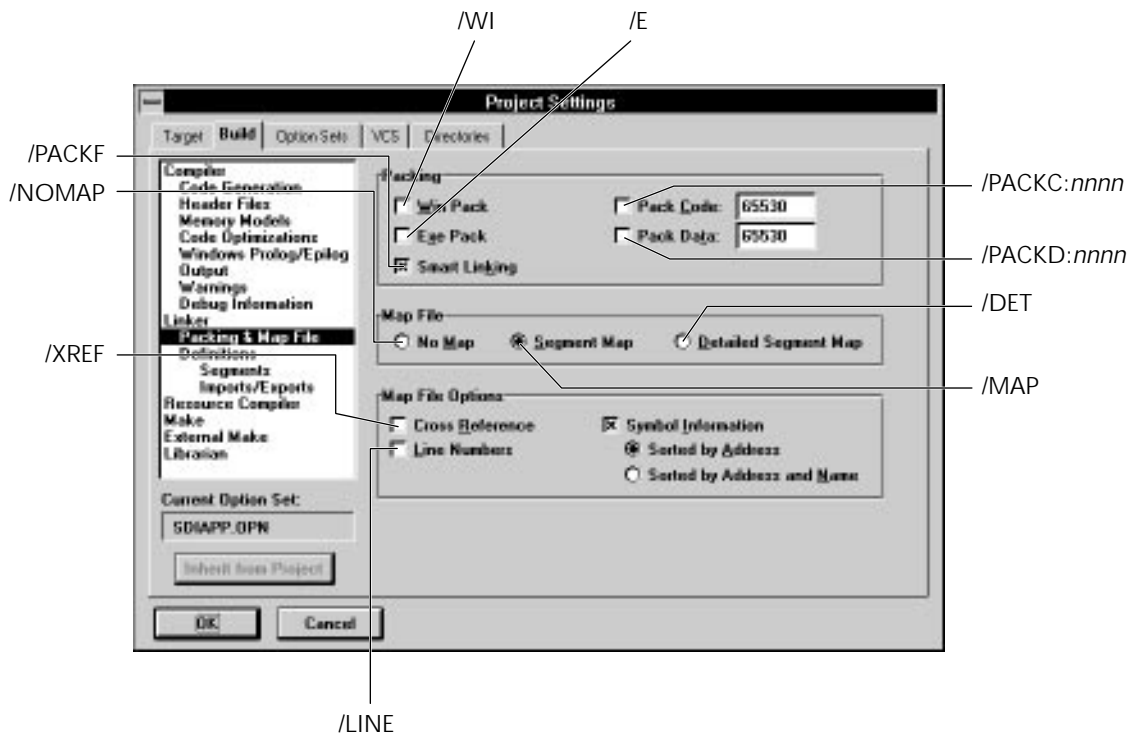 /WI
/E
Project Settings
Target Build Option Sets VCS Directories
/PACKF
/NOMAP
/XREF
/LINE
/PACKC:nnnn
/PACKD:nnnn
/DET
/MAP
Compiler
Code Generation
Header Files
Memory Models
Code Optimizations
Windows Prolog/Epilog
Output
Warnings
Debug Information
Linker
Packing & Map File
Definitions
Segments
Imports/Exports
Resource Compiler
Make
External Make
Librarian
Current Option Set:
SDIAPP.OPN
Inherit from Project
Packing
Win Pack
Exe Pack
Smart Linking
Pack Code: 65530
Pack Data: 65530
Map File
No Map Segment Map Detailed Segment Map
Map File Options
Cross Reference
Line Numbers
Symbol Information
Sorted by Address
Sorted by Address and Name
OK Cancel